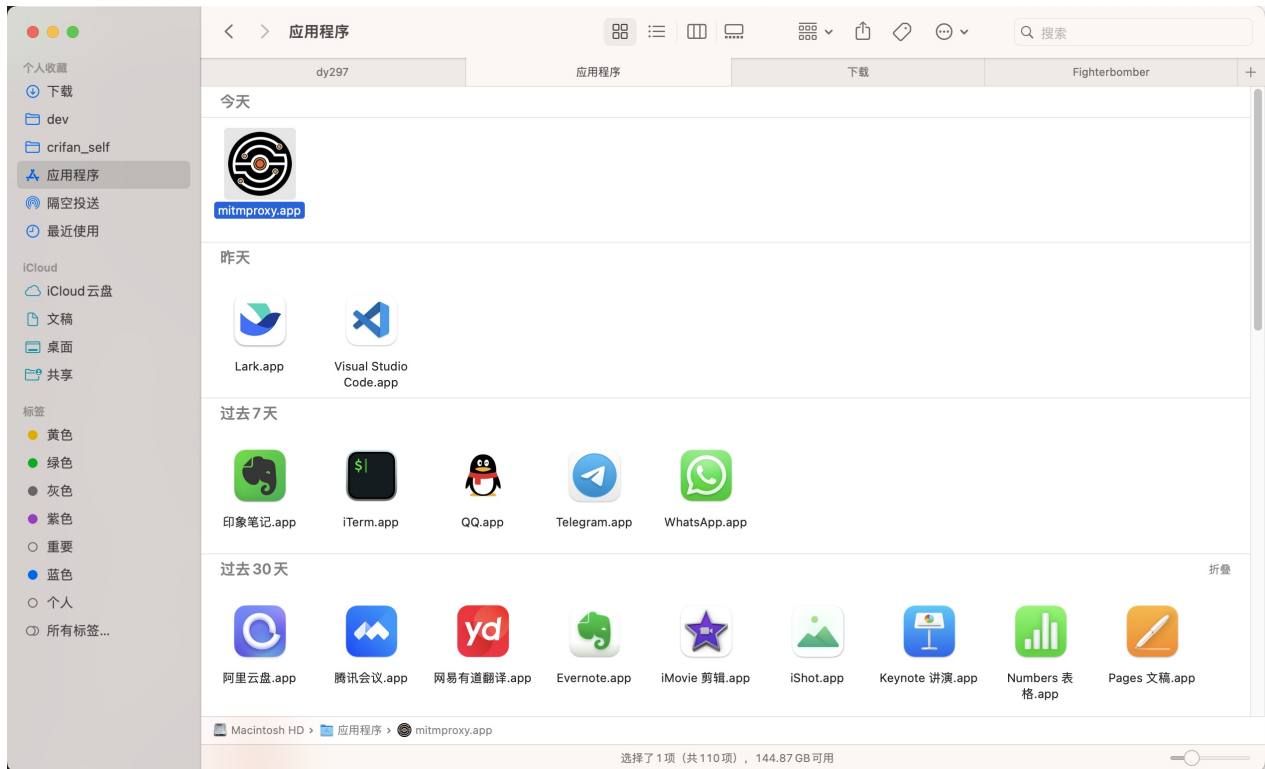 应用程序
搜索
个人收藏
下载
dev
crifan_self
应用程序
隔空投送
最近使用
iCloud
iCloud云盘
文稿
桌面
共享
标签
黄色
绿色
灰色
紫色
重要
蓝色
个人
所有标签...
dy297
应用程序
下载
Fighterbomber
今天
mitmproxy.app
昨天
Lark.app
Visual Studio
Code.app
过去7天
印象笔记.app
$
iTerm.app
QQ.app
Telegram.app
WhatsApp.app
过去30天
折叠
yd
阿里云盘.app
腾讯会议.app
网易有道翻译.app
Evernote.app
iMovie 剪辑.app
iShot.app
Keynote 讲演.app
Numbers 表
格.app
Pages 文稿.app
Macintosh HD › 应用程序 › mitmproxy.app
选择了1项（共110项），144.87 GB可用